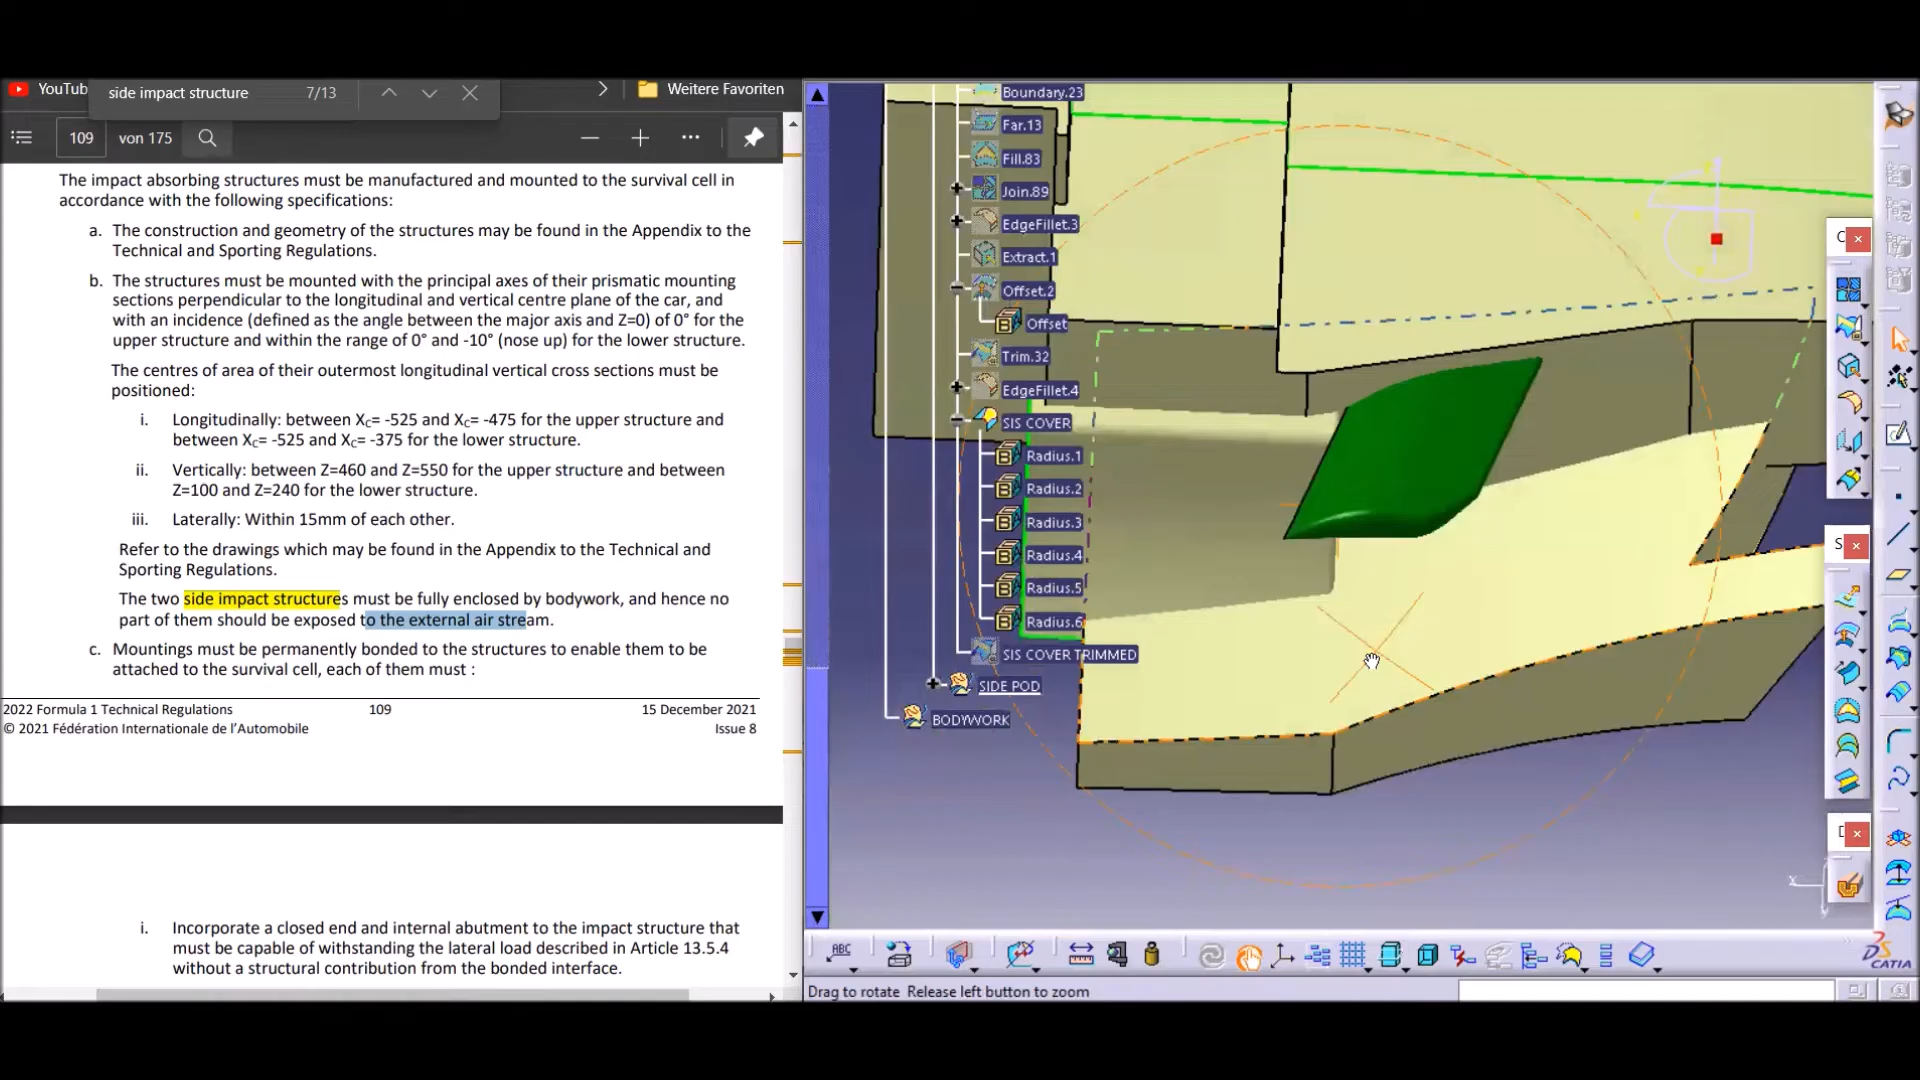 YouTub
side impact structure 7/13
Weitere Favoriten
109 von 175
The impact absorbing structures must be manufactured and mounted to the survival cell in
accordance with the following specifications:
a. The construction and geometry of the structures may be found in the Appendix to the
Technical and Sporting Regulations.
b. The structures must be mounted with the principal axes of their prismatic mounting
sections perpendicular to the longitudinal and vertical centre plane of the car, and
with an incidence (defined as the angle between the major axis and Z=0) of 0° for the
upper structure and within the range of 0° and -10° (nose up) for the lower structure.
The centres of area of their outermost longitudinal vertical cross sections must be
positioned:
i. Longitudinally: between XC= -525 and XC= -475 for the upper structure and
between XC= -525 and XC= -375 for the lower structure.
ii. Vertically: between Z=460 and Z=550 for the upper structure and between
Z=100 and Z=240 for the lower structure.
iii. Laterally: Within 15mm of each other.
Refer to the drawings which may be found in the Appendix to the Technical and
Sporting Regulations.
The two side impact structures must be fully enclosed by bodywork, and hence no
part of them should be exposed to the external air stream.
c. Mountings must be permanently bonded to the structures to enable them to be
attached to the survival cell, each of them must :
2022 Formula 1 Technical Regulations 109 15 December 2021
© 2021 Fédération Internationale de l'Automobile Issue 8
i. Incorporate a closed end and internal abutment to the impact structure that
must be capable of withstanding the lateral load described in Article 13.5.4
without a structural contribution from the bonded interface.
Boundary.23
Far.13
Fill.83
Join.89
EdgeFillet.3
Extract.1
Offset.2
Offset
Trim.32
EdgeFillet.4
SIS COVER
Radius.1
Radius.2
Radius.3
Radius.4
Radius.5
Radius.6
SIS COVER TRIMMED
SIDE POD
BODYWORK
C
S
x
ABC
CATIA
Drag to rotate Release left button to zoom